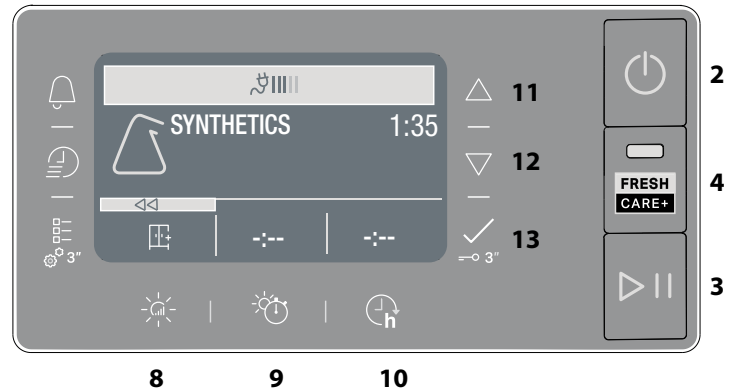 2
11
SYNTHETICS 1:35
12
FRESH
CARE+
4
-:-- -:--
3"
3"
13
3
h
8 9 10